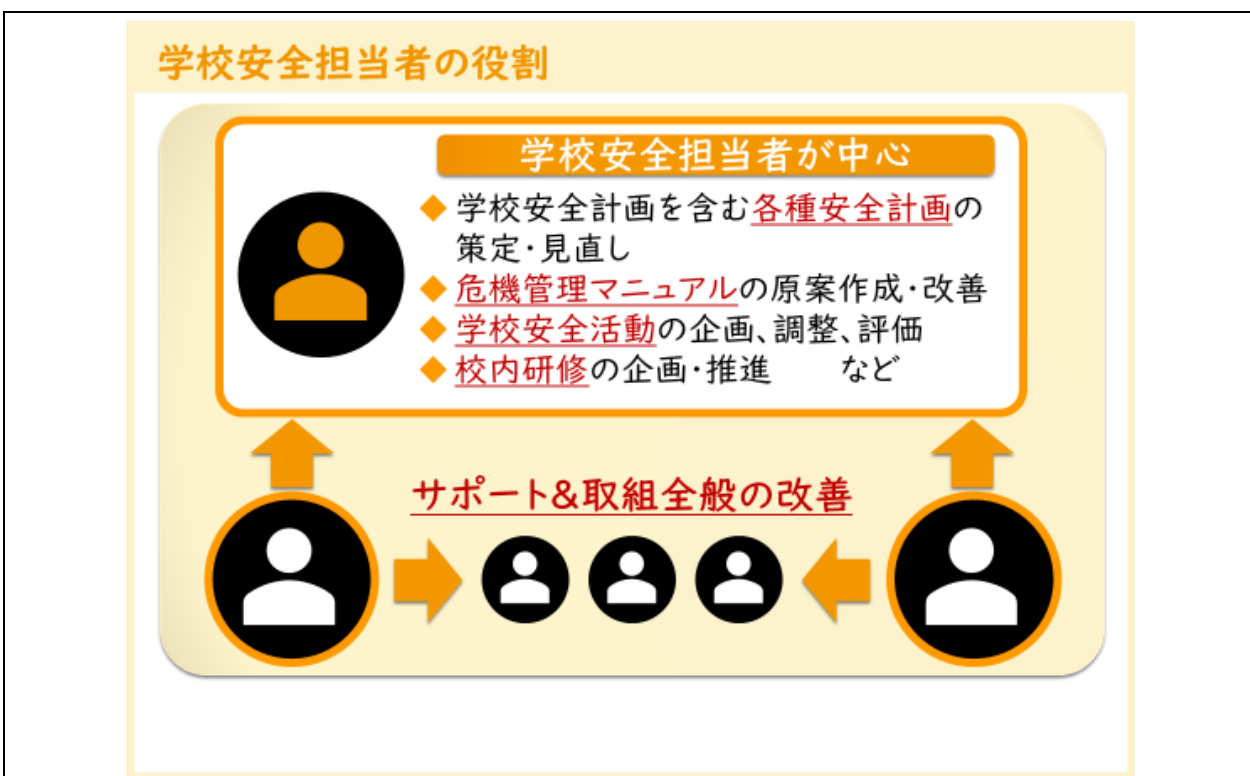 学校安全担当者の役割
学校安全担当者が中心
◆学校安全計画を含む各種安全計画の
策定・見直し
◆危機管理マニュアルの原案作成・改善
◆学校安全活動の企画、調整、評価
◆校内研修の企画・推進　　など
サポート&取組全般の改善